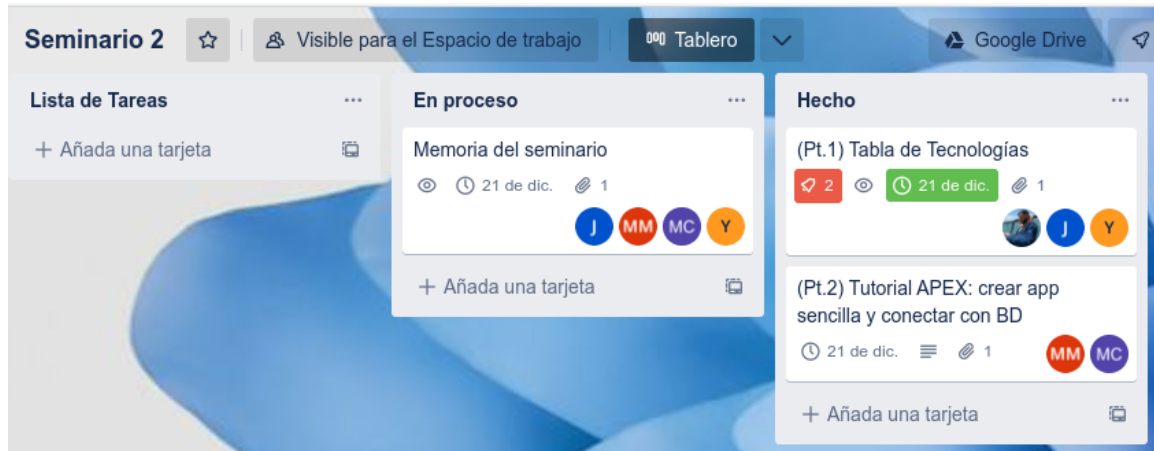 Seminario 2
Visible para el Espacio de trabajo
Tablero
Google Drive
Lista de Tareas
Añada una tarjeta
En proceso
Memoria del seminario
21 de dic.
1
J
MM
MC
Y
Añada una tarjeta
Hecho
(Pt.1) Tabla de Tecnologías
2
21 de dic.
1
J
Y
(Pt.2) Tutorial APEX: crear app
sencilla y conectar con BD
21 de dic.
1
MM
MC
Añada una tarjeta